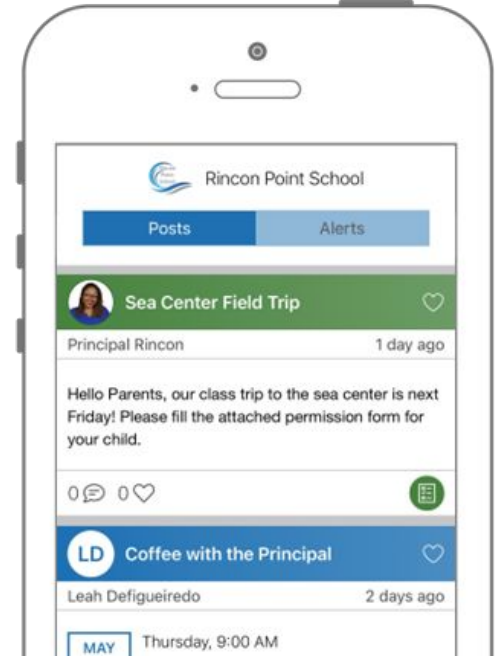 Rincon Point School
Posts
Alerts
Sea Center Field Trip
Principal Rincon
1 day ago
Hello Parents, our class trip to the sea center is next
Friday! Please fill the attached permission form for
your child.
0 0
LD
Coffee with the Principal
Leah Defigueiredo
2 days ago
MAY
Thursday, 9:00 AM